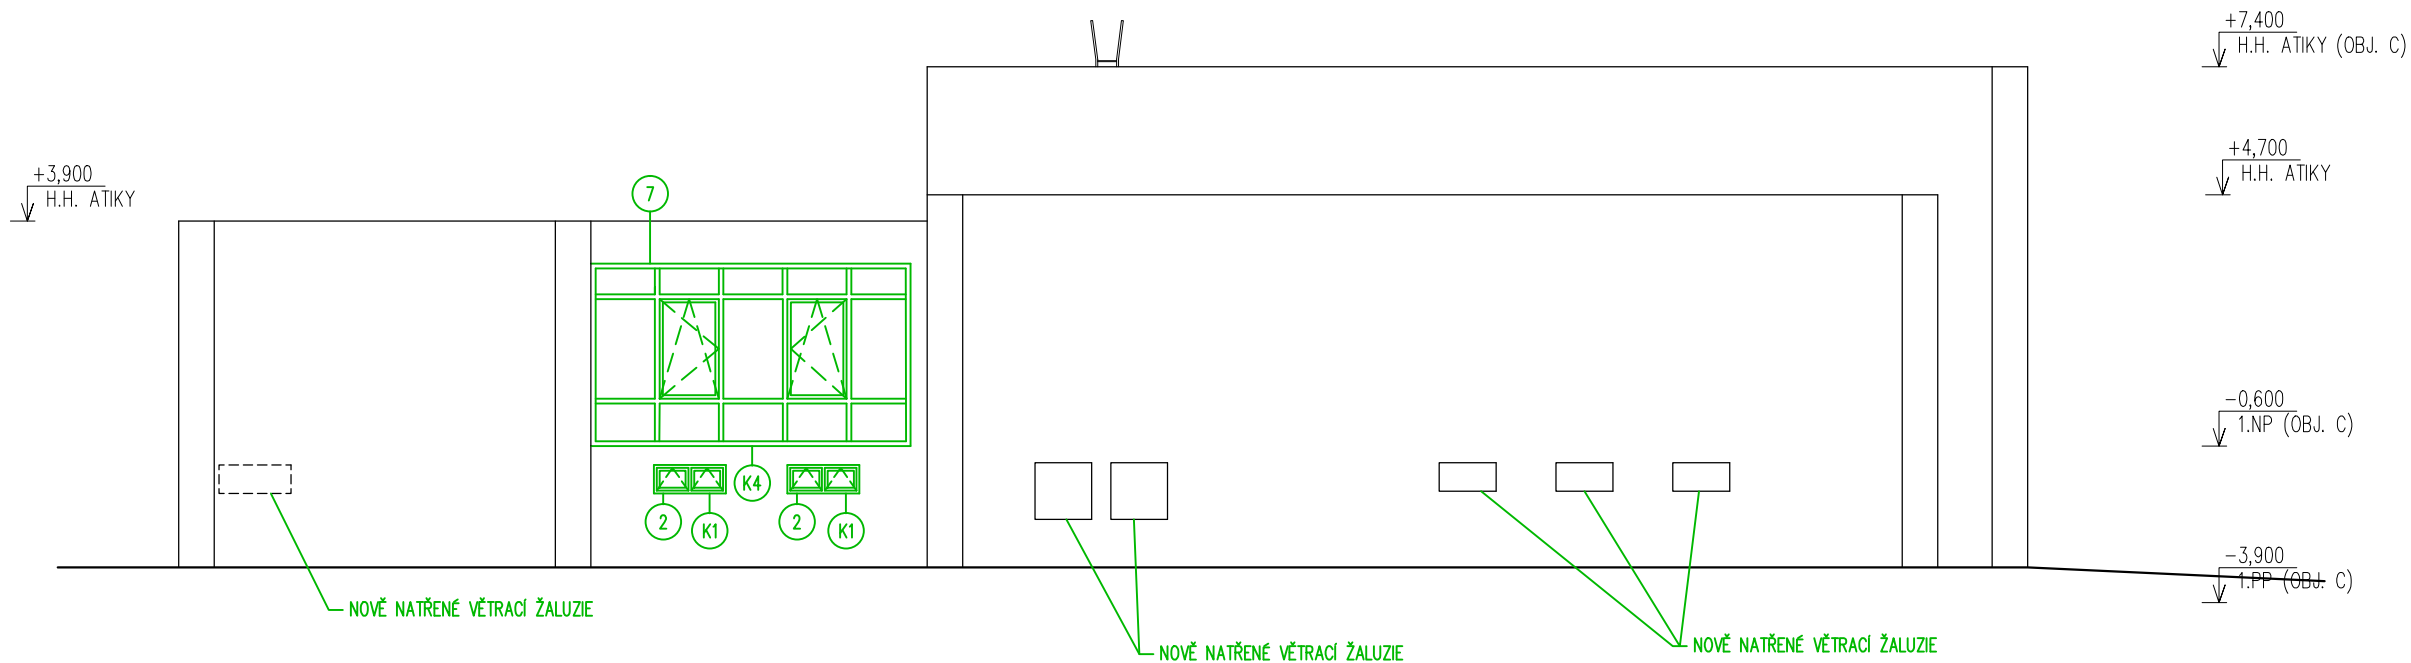 +7,400
H.H. ATIKY (OBJ. C)
+4,700
H.H. ATIKY
+3,900
H.H. ATIKY
7
-0,600
1.NP (OBJ. C)
K4
2
K1
2
K1
-3,900
1.PP (OBJ. C)
NOVĚ NATŘENÉ VĚTRACÍ ŽALUZIE
NOVĚ NATŘENÉ VĚTRACÍ ŽALUZIE
NOVĚ NATŘENÉ VĚTRACÍ ŽALUZIE